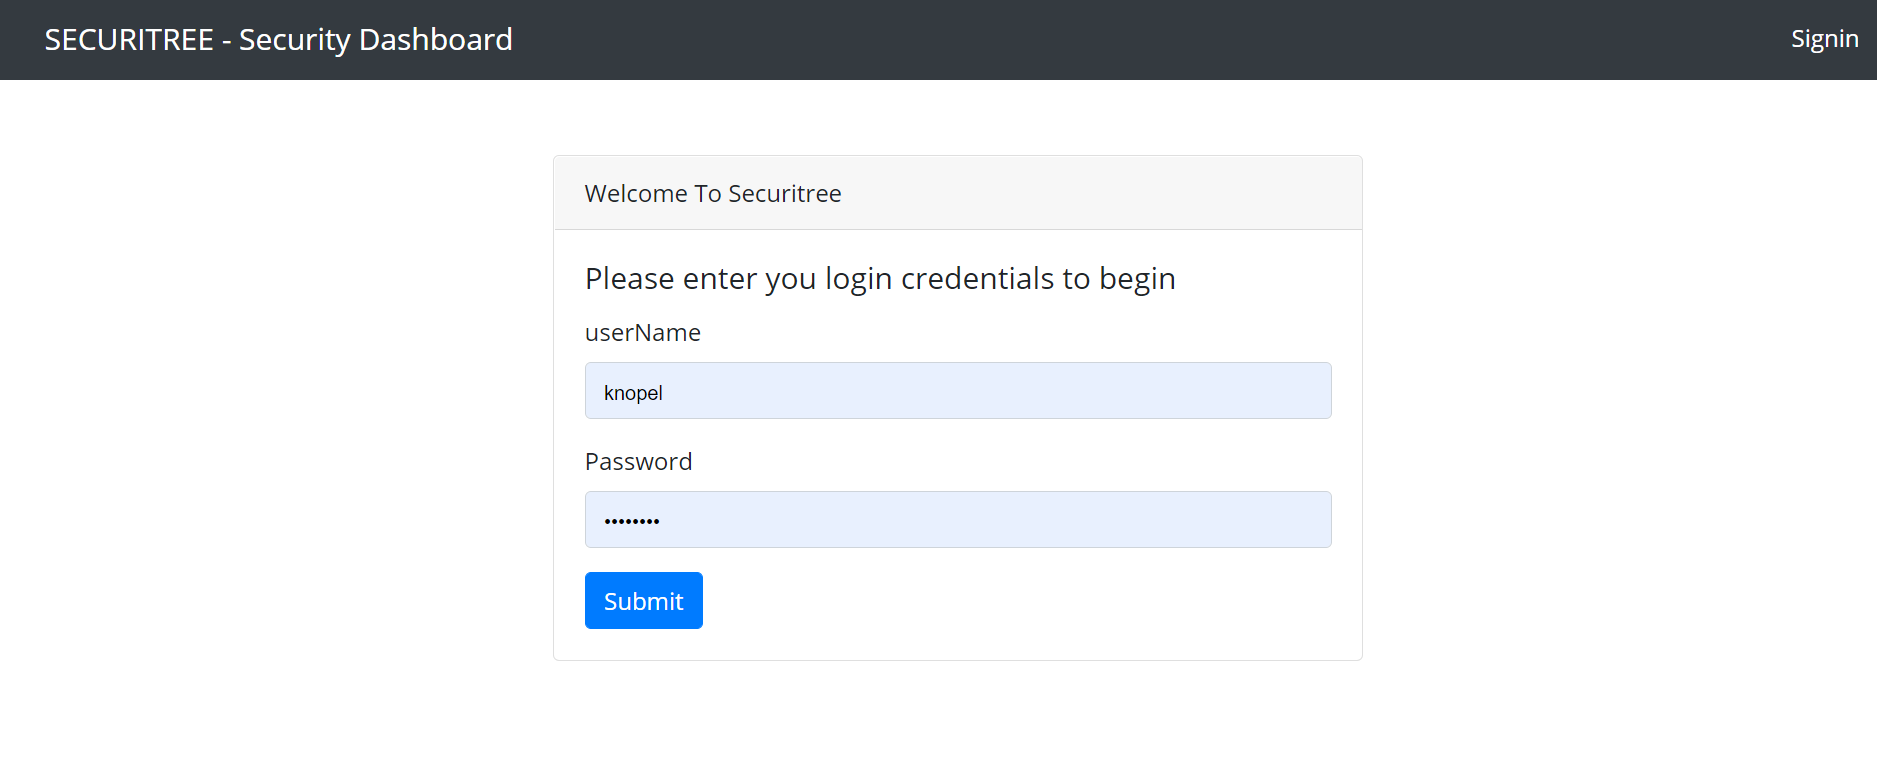 SECURITREE - Security Dashboard
Signin
Welcome To Securitree
Please enter you login credentials to begin
userName
knopel
Password
••••••••
Submit